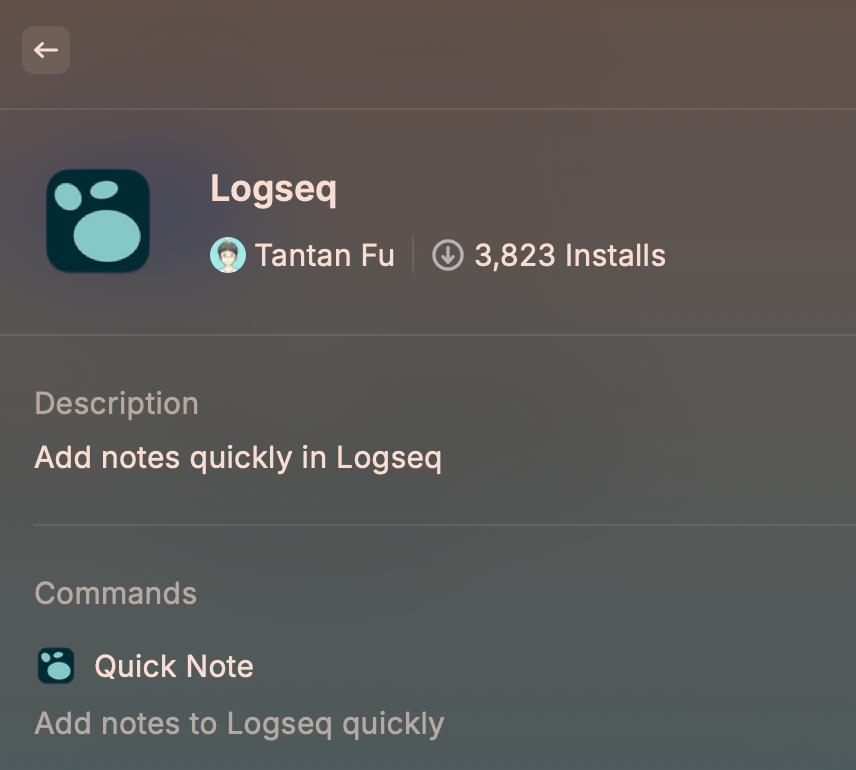 Logseq
Tantan Fu
3,823 Installs
Description
Add notes quickly in Logseq
Commands
Quick Note
Add notes to Logseq quickly